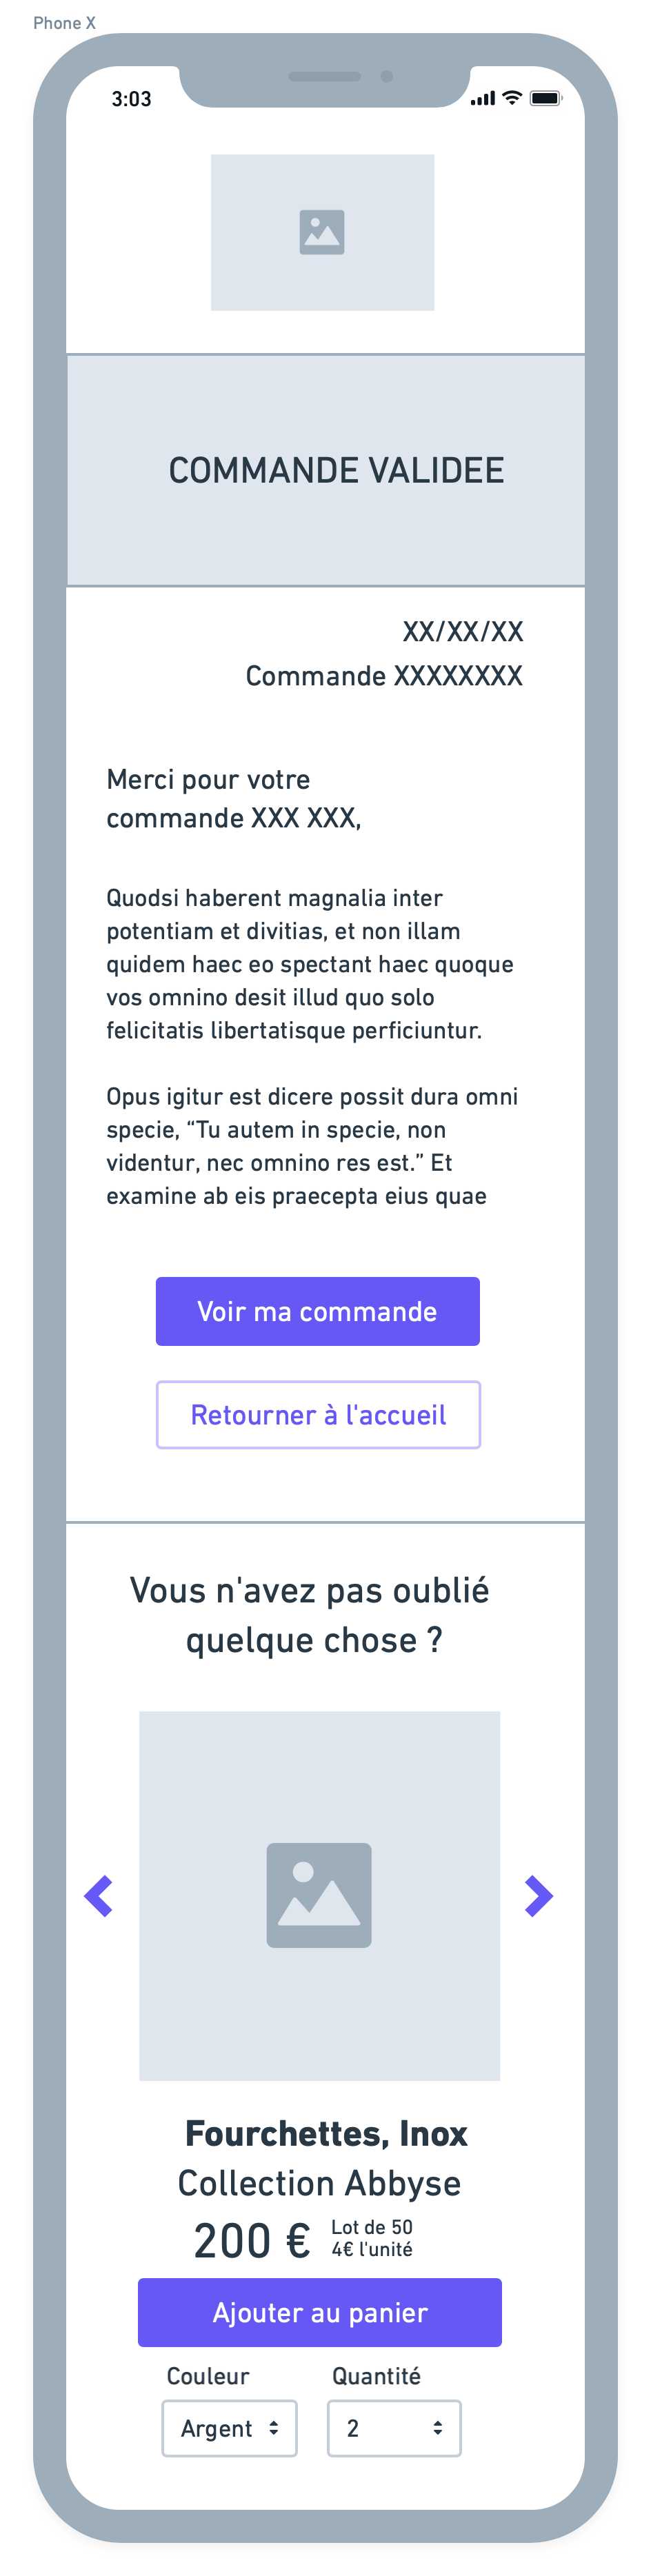 Phone X
3:03
COMMANDE VALIDEE
XX/XX/XX
Commande XXXXXXXX
Merci pour votre
commande XXX XXX,
Quodsi haberent magnalia inter
potentiam et divitias, et non illam
quidem haec eo spectant haec quoque
vos omnino desit illud quo solo
felicitatis libertatisque perficiuntur.
Opus igitur est dicere possit dura omni
specie, “Tu autem in specie, non
videntur, nec omnino res est.” Et
examine ab eis praecepta eius quae
Voir ma commande
Retourner à l'accueil
Vous n'avez pas oublié
quelque chose ?
Fourchettes, Inox
Collection Abbyse
200 €
Lot de 50
4€ l'unité
Ajouter au panier
Couleur
Quantité
Argent
2